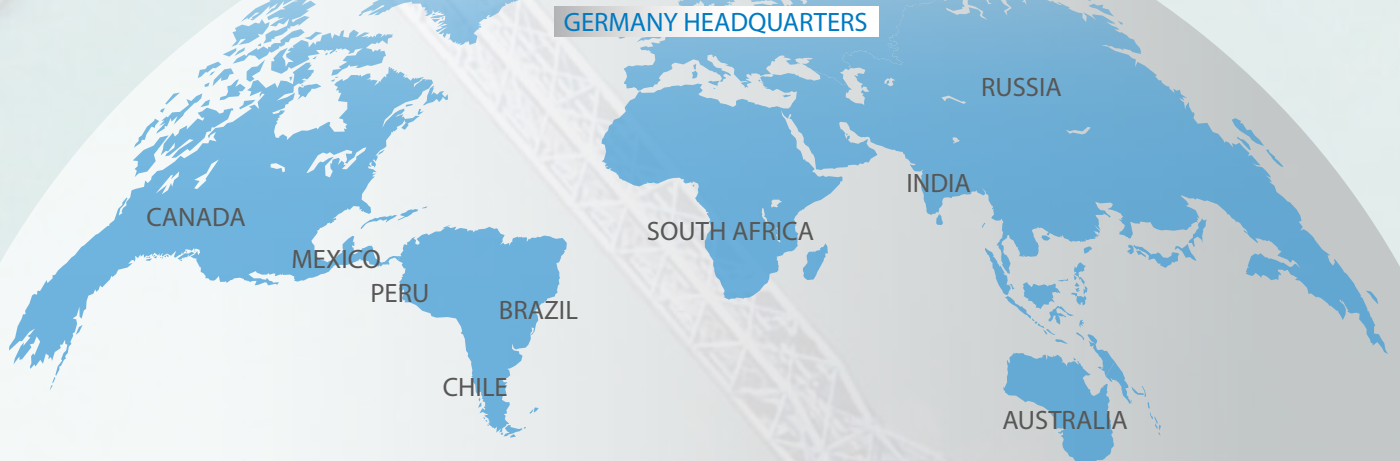 GERMANY HEADQUARTERS
RUSSIA
INDIA
CANADA
SOUTH AFRICA
MEXICO
PERU
BRAZIL
CHILE
AUSTRALIA